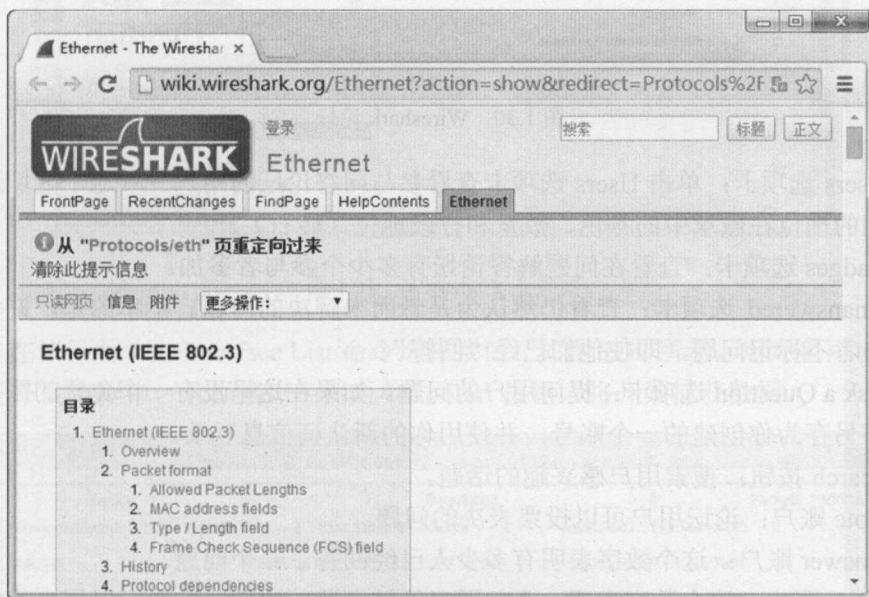 Ethernet - The Wireshar ×
wiki.wireshark.org/Ethernet?action=show&redirect=Protocols%2F
WIRESHARK
登录
搜索
标题
正文
Ethernet
FrontPage RecentChanges FindPage HelpContents Ethernet
从 "Protocols/eth" 页重定向过来
清除此提示信息
只读网页 信息 附件 更多操作:
Ethernet (IEEE 802.3)
目录
1. Ethernet (IEEE 802.3)
1. Overview
2. Packet format
1. Allowed Packet Lengths
2. MAC address fields
3. Type / Length field
4. Frame Check Sequence (FCS) field
3. History
4. Protocol dependencies